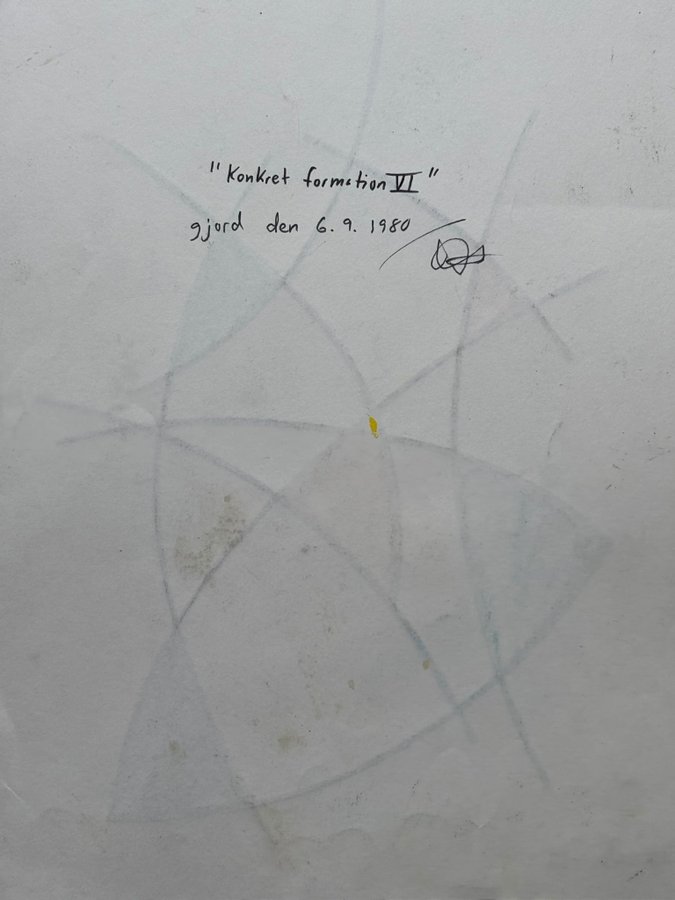 "Konkret formation VI"
gjord den 6.9.1980